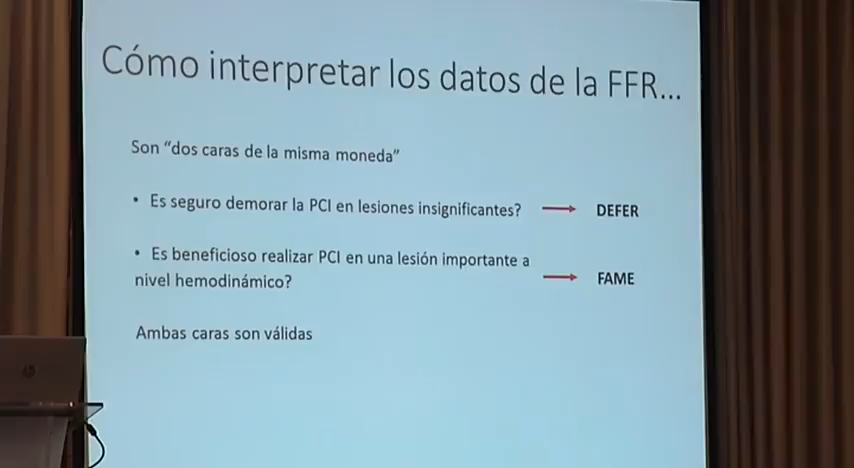 Cómo interpretar los datos de la FFR...
Son "dos caras de la misma moneda"
• Es seguro demorar la PCI en lesiones insignificantes? → DEFER
• Es beneficioso realizar PCI en una lesión importante a
nivel hemodinámico? → FAME
Ambas caras son válidas
hp